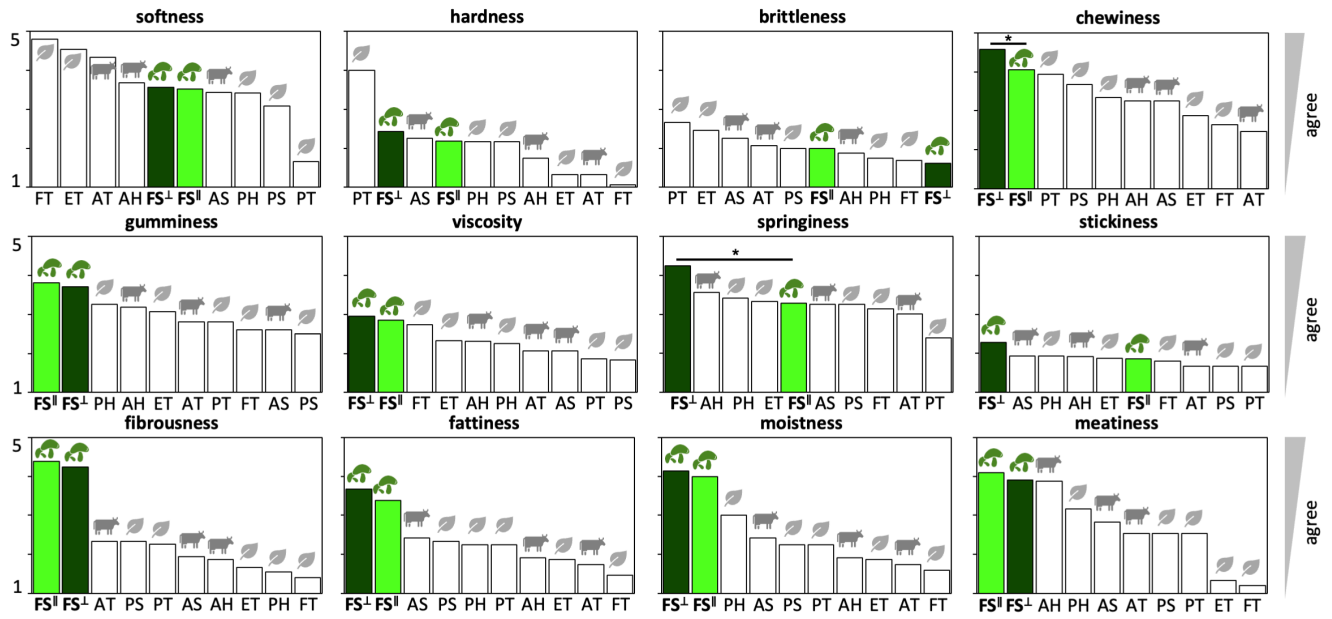 softness hardness brittleness chewiness
5
* 
agree
1
FT ET AT AH FS⊥ FS∥ AS PH PS PT
PT FS⊥ AS FS∥ PH PS AH ET AT FT
PT ET AS AT PS FS∥ AH PH FT FS⊥
FS⊥ FS∥ PT PS PH AH AS ET FT AT
gumminess viscosity springiness stickiness
5
*
agree
1
FS∥ FS⊥ PH AH ET AT PT FT AS PS
FS⊥ FS∥ FT ET AH PH AT AS PT PS
FS⊥ AH PH ET FS∥ AS PS FT AT PT
FS⊥ AS PH AH ET FS∥ FT AT PS PT
fibrousness fattiness moistness meatiness
5
agree
1
FS∥ FS⊥ AT PS PT AS AH ET PH FT
FS⊥ FS∥ AS PS PH PT AH ET AT FT
FS⊥ FS∥ PH AS PS PT AH ET AT FT
FS∥ FS⊥ AH PH AS AT PS PT ET FT